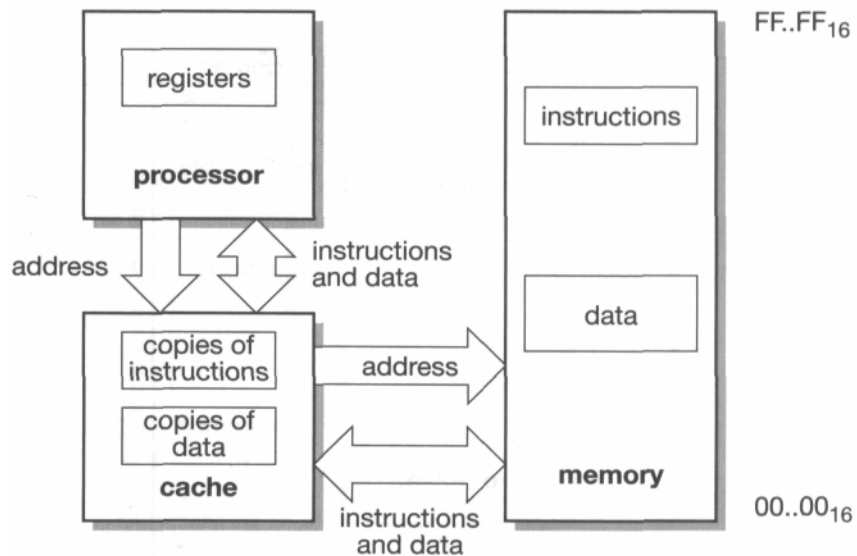 registers
processor
address
instructions
and data
copies of
instructions
copies of
data
cache
address
instructions
and data
FF..FF16
instructions
data
memory
00..0016